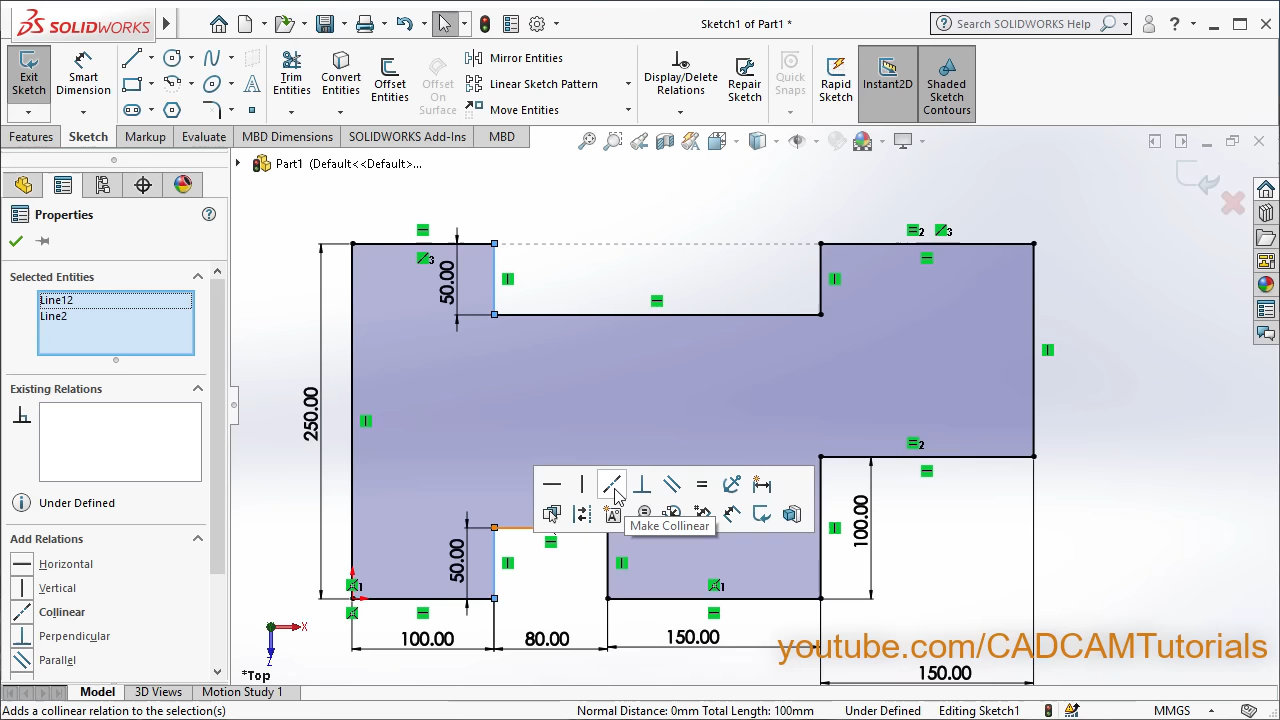 SOLIDWORKS
Sketch1 of Part1 *
Search SOLIDWORKS Help
Exit Sketch
Smart Dimension
Trim Entities
Convert Entities
Offset Entities
Offset On Surface
Mirror Entities
Linear Sketch Pattern
Move Entities
Display/Delete Relations
Repair Sketch
Quick Snaps
Rapid Sketch
Instant2D
Shaded Sketch Contours
Features
Sketch
Markup
Evaluate
MBD Dimensions
SOLIDWORKS Add-Ins
MBD
Part1 (Default<<Default>...
Properties
Selected Entities
Line12
Line2
Existing Relations
Under Defined
Add Relations
Horizontal
Vertical
Collinear
Perpendicular
Parallel
2
3
3
50.00
250.00
2
Make Collinear
50.00
100.00
1
1
100.00
80.00
150.00
150.00
X
Z
*Top
youtube.com/CADCAMTutorials
Model
3D Views
Motion Study 1
Adds a collinear relation to the selection(s)
Normal Distance: 0mm Total Length: 100mm
Under Defined
Editing Sketch1
MMGS